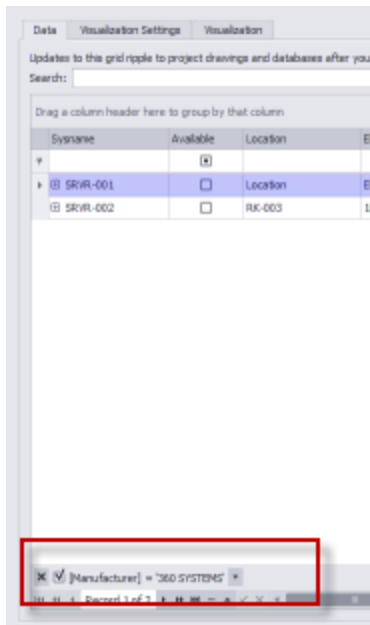 Data Visualization Settings Visualization
Updates to this grid ripple to project drawings and databases after you
Search:
Drag a column header here to group by that column
Sysname Available Location E
SRVR-001 Location E
SRVR-002 RK-003 1
[Manufacturer] = '360 SYSTEMS'
Record 1 of 2